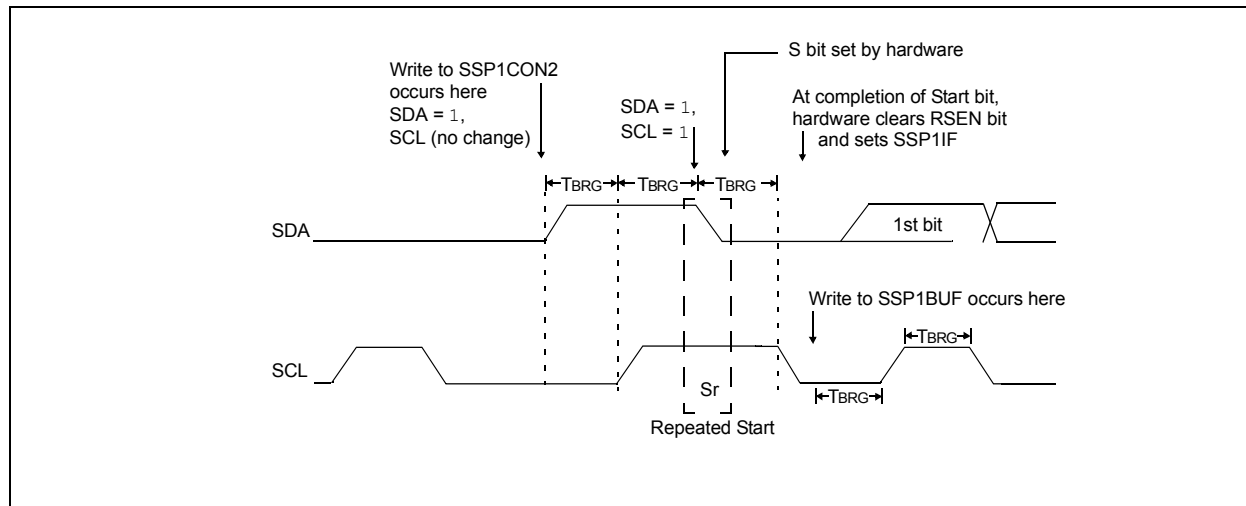 S bit set by hardware
Write to SSP1CON2
occurs here
SDA = 1,
SCL (no change)
SDA = 1,
SCL = 1
At completion of Start bit,
hardware clears RSEN bit
and sets SSP1IF
TBRG TBRG TBRG
SDA
1st bit
Write to SSP1BUF occurs here
TBRG
SCL
Sr
TBRG
Repeated Start